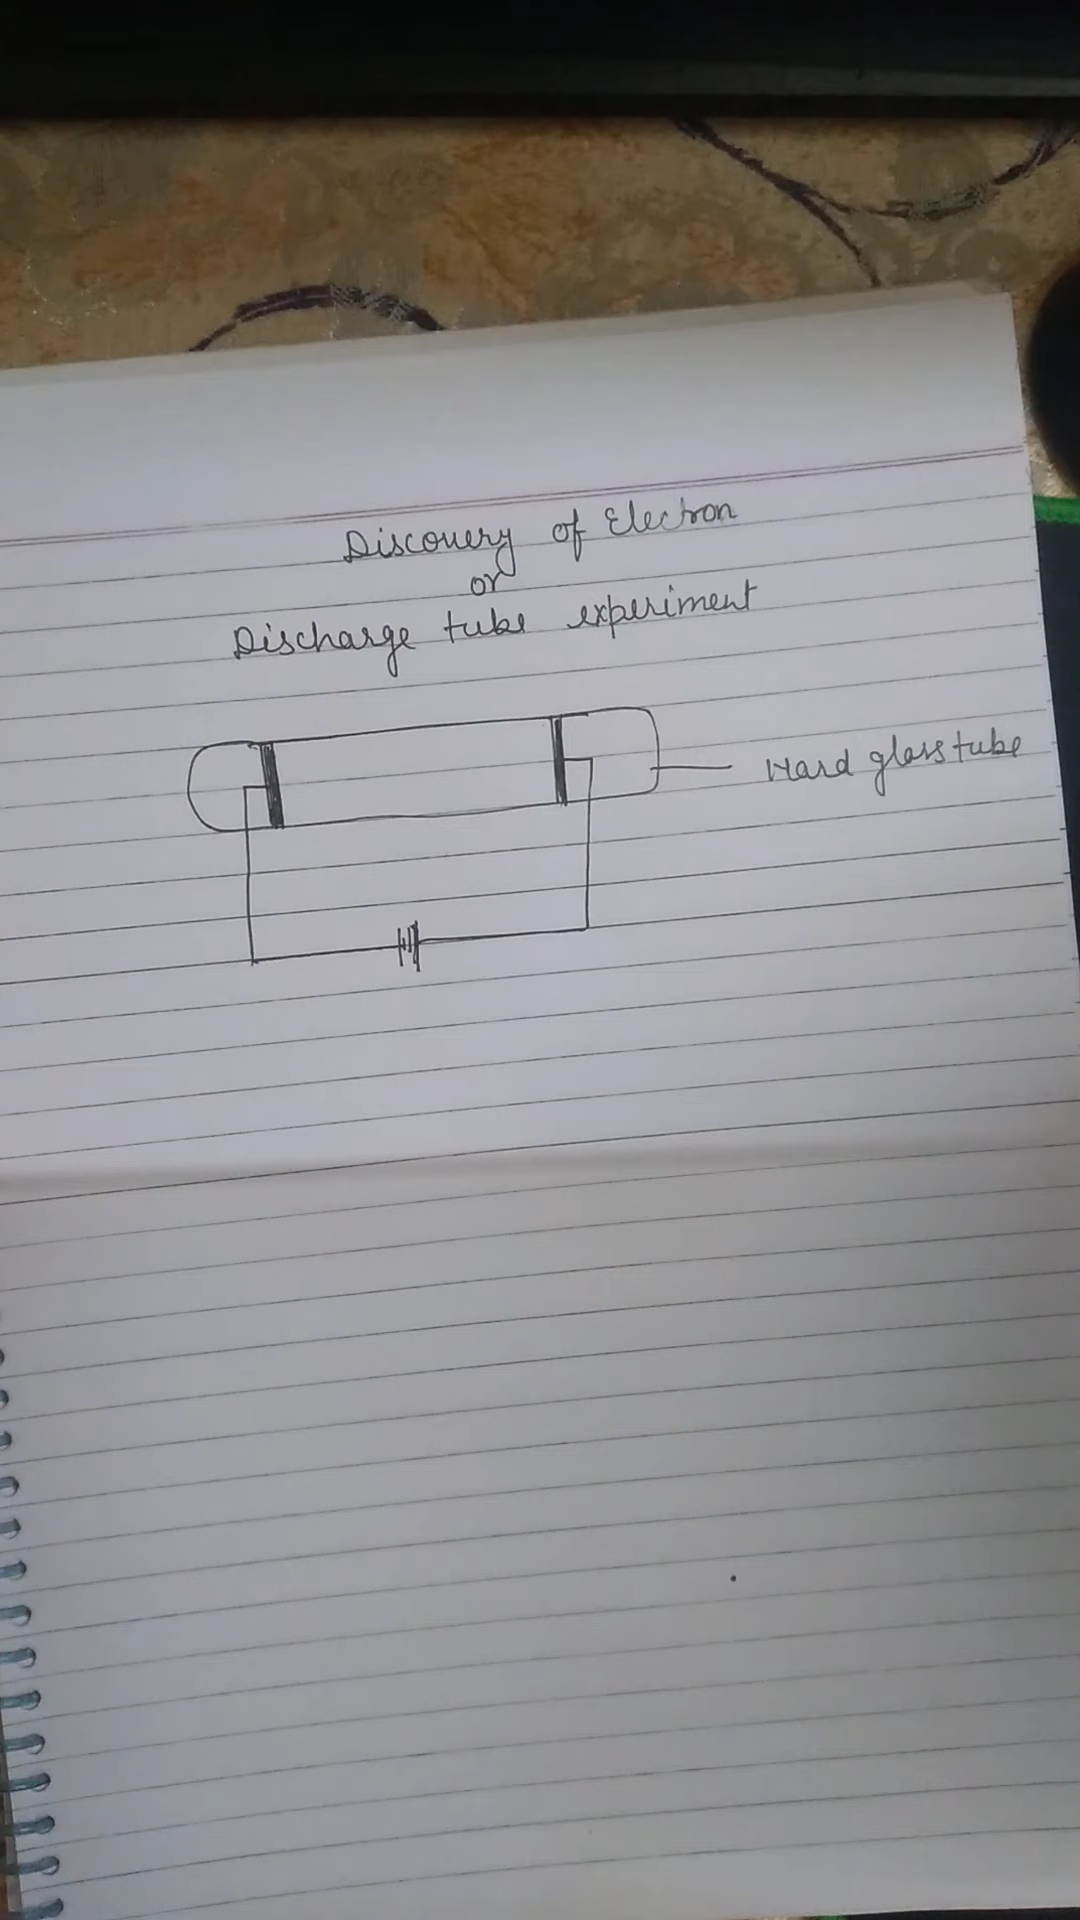 Discovery of Electron
or
Discharge tube experiment
Hard glass tube